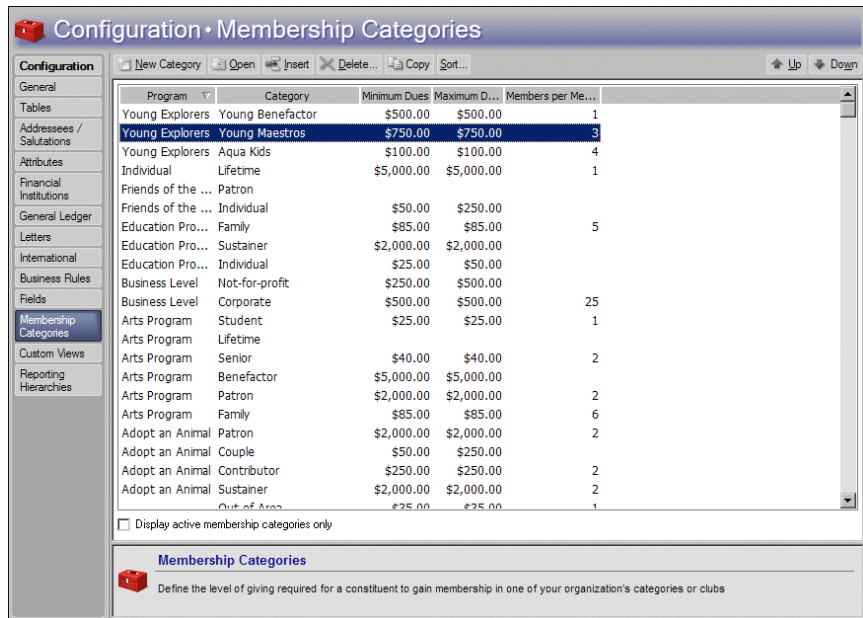 Configuration • Membership Categories
Configuration
General
Tables
Addressees /
Salutations
Attributes
Financial
Institutions
General Ledger
Letters
International
Business Rules
Fields
Membership
Categories
Custom Views
Reporting
Hierarchies
New Category Open Insert Delete... Copy Sort... Up Down
Program Category Minimum Dues Maximum D... Members per Me...
Young Explorers Young Benefactor $500.00 $500.00 1
Young Explorers Young Maestros $750.00 $750.00 3
Young Explorers Aqua Kids $100.00 $100.00 4
Individual Lifetime $5,000.00 $5,000.00 1
Friends of the ... Patron
Friends of the ... Individual $50.00 $250.00
Education Pro... Family $85.00 $85.00 5
Education Pro... Sustainer $2,000.00 $2,000.00
Education Pro... Individual $25.00 $50.00
Business Level Not-for-profit $250.00 $500.00
Business Level Corporate $500.00 $500.00 25
Arts Program Student $25.00 $25.00 1
Arts Program Lifetime
Arts Program Senior $40.00 $40.00 2
Arts Program Benefactor $5,000.00 $5,000.00
Arts Program Patron $2,000.00 $2,000.00 2
Arts Program Family $85.00 $85.00 6
Adopt an Animal Patron $2,000.00 $2,000.00 2
Adopt an Animal Couple $50.00 $250.00
Adopt an Animal Contributor $250.00 $250.00 2
Adopt an Animal Sustainer $2,000.00 $2,000.00 2
Out of Area $25.00 $25.00 1
Display active membership categories only
Membership Categories
Define the level of giving required for a constituent to gain membership in one of your organization's categories or clubs